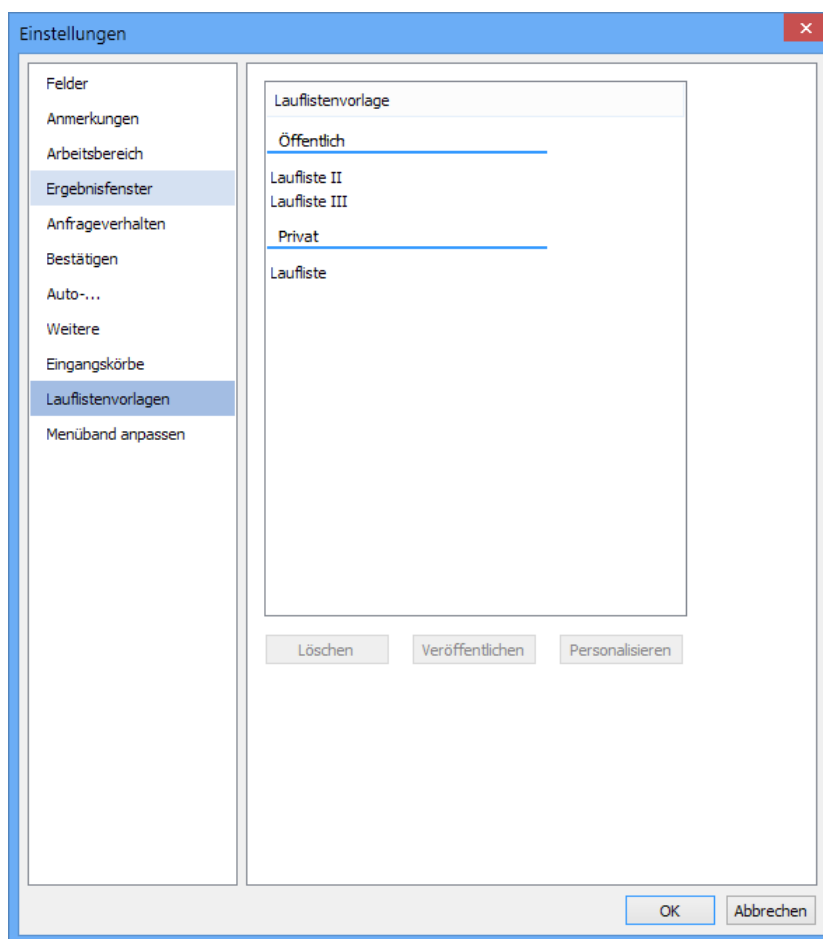 Einstellungen
Felder
Anmerkungen
Arbeitsbereich
Ergebnisfenster
Anfrageverhalten
Bestätigen
Auto-...
Weitere
Eingangskörbe
Lauflistenvorlagen
Menüband anpassen
Lauflistenvorlage
Öffentlich
Laufliste II
Laufliste III
Privat
Laufliste
Löschen
Veröffentlichen
Personalisieren
OK
Abbrechen